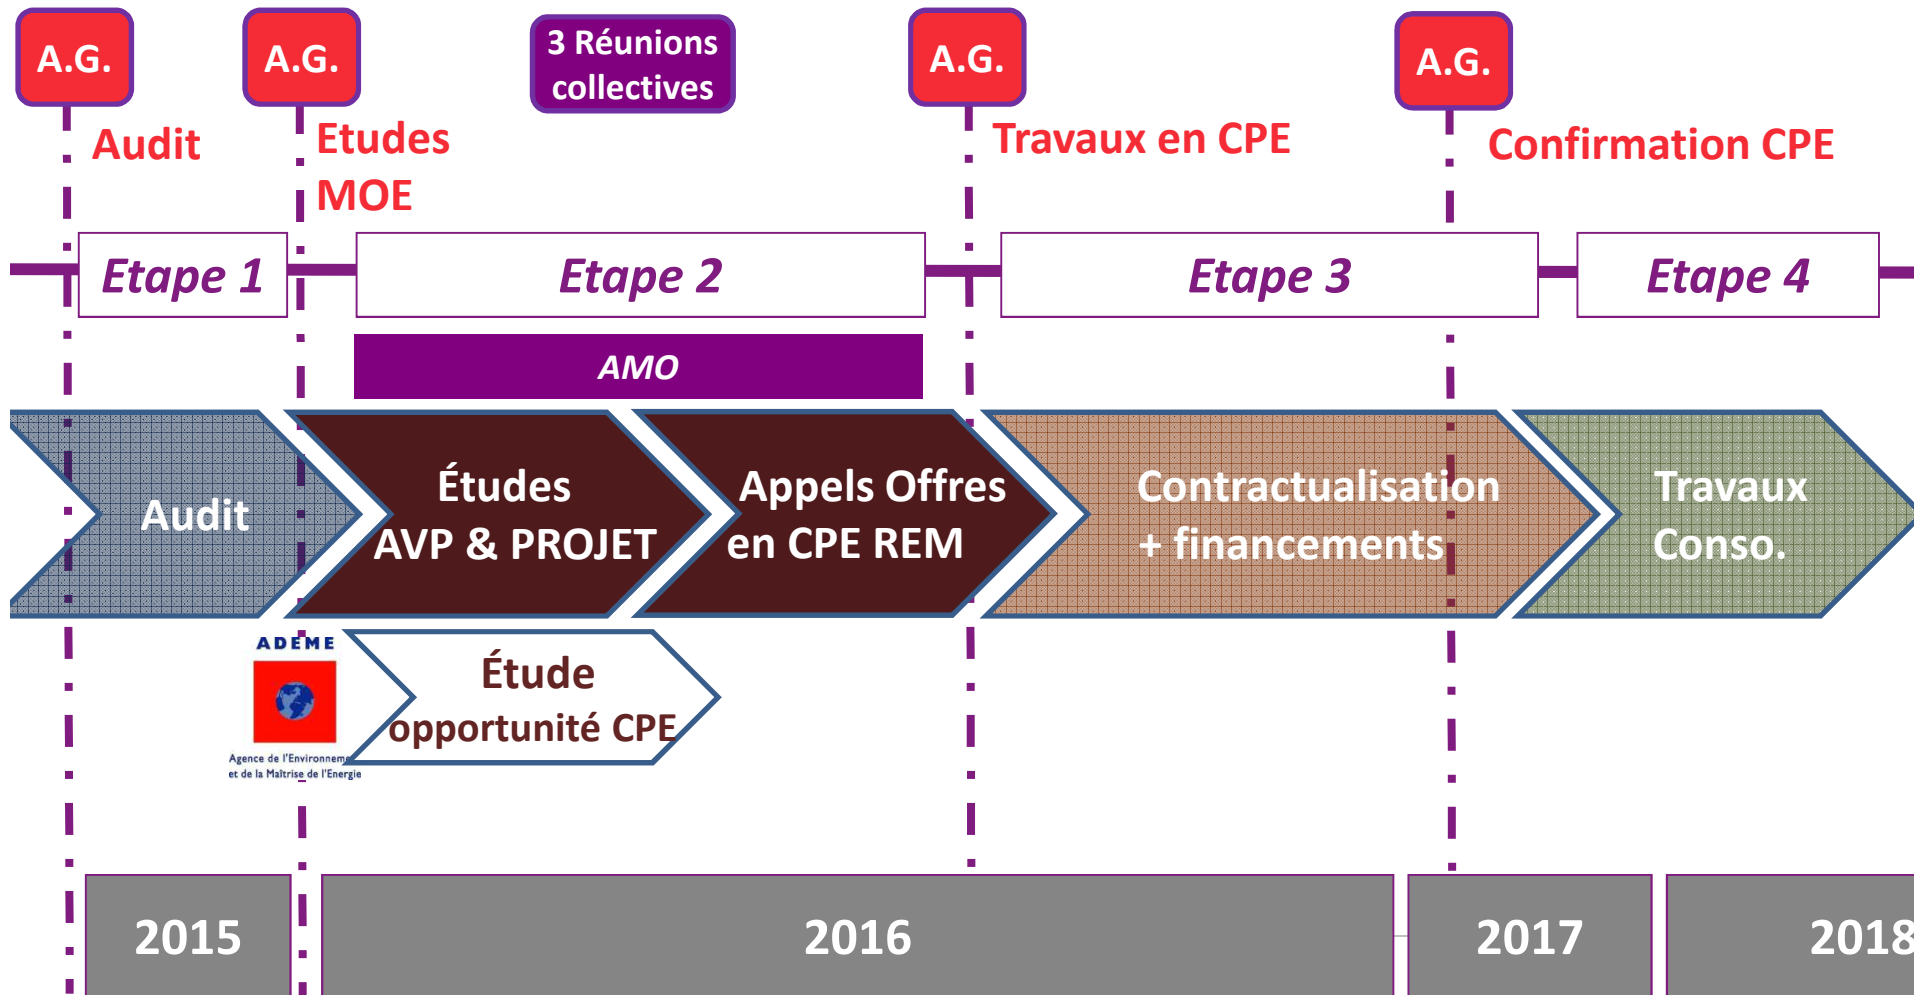 A.G.
A.G.
3 Réunions
collectives
A.G.
A.G.
Audit
Etudes
MOE
Travaux en CPE
Confirmation CPE
Etape 1
Etape 2
Etape 3
Etape 4
AMO
Audit
Études
AVP & PROJET
Appels Offres
en CPE REM
Contractualisation
+ financements
Travaux
Conso.
ADEME
Agence de l'Environneme
et de la Maîtrise de l'Energie
Étude
opportunité CPE
2015
2016
2017
2018